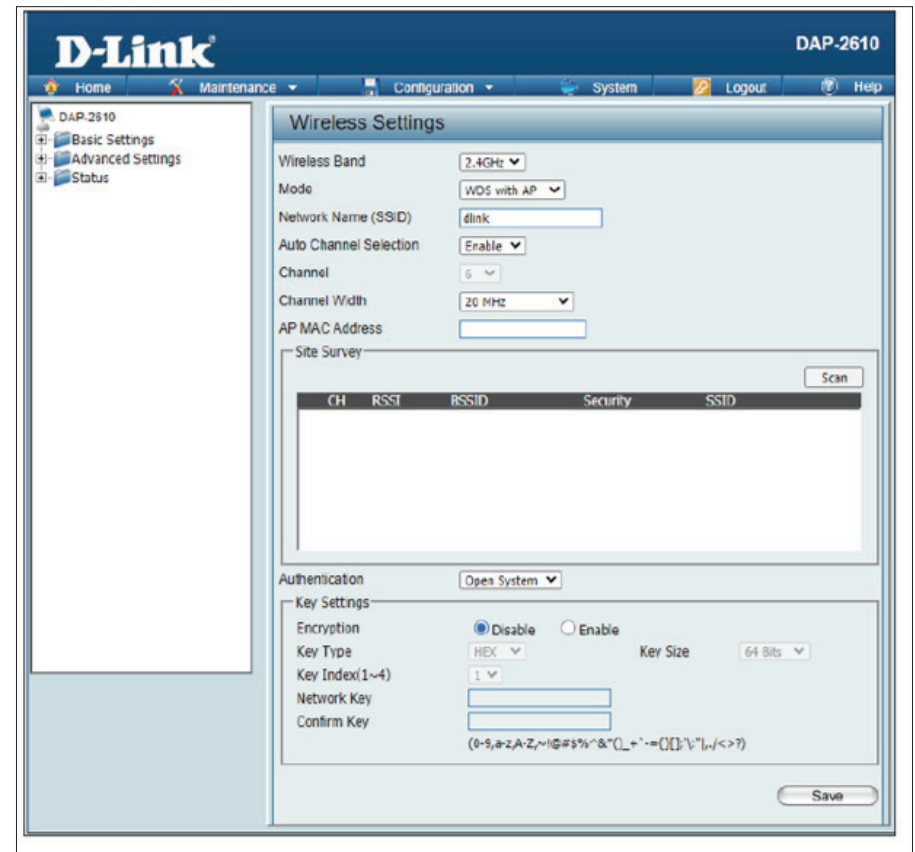 D-Link
DAP-2610
Home Maintenance Configuration System Logout Help
DAP-2610
Basic Settings
Advanced Settings
Status
Wireless Settings
Wireless Band 2.4GHz
Mode WDS with AP
Network Name (SSID) dlink
Auto Channel Selection Enable
Channel 6
Channel Width 20 MHz
AP MAC Address
Site Survey
Scan
CH RSSI BSSID Security SSID
Authentication Open System
Key Settings
Encryption Disable Enable
Key Type HEX Key Size 64 Bits
Key Index(1~4) 1
Network Key
Confirm Key
Save